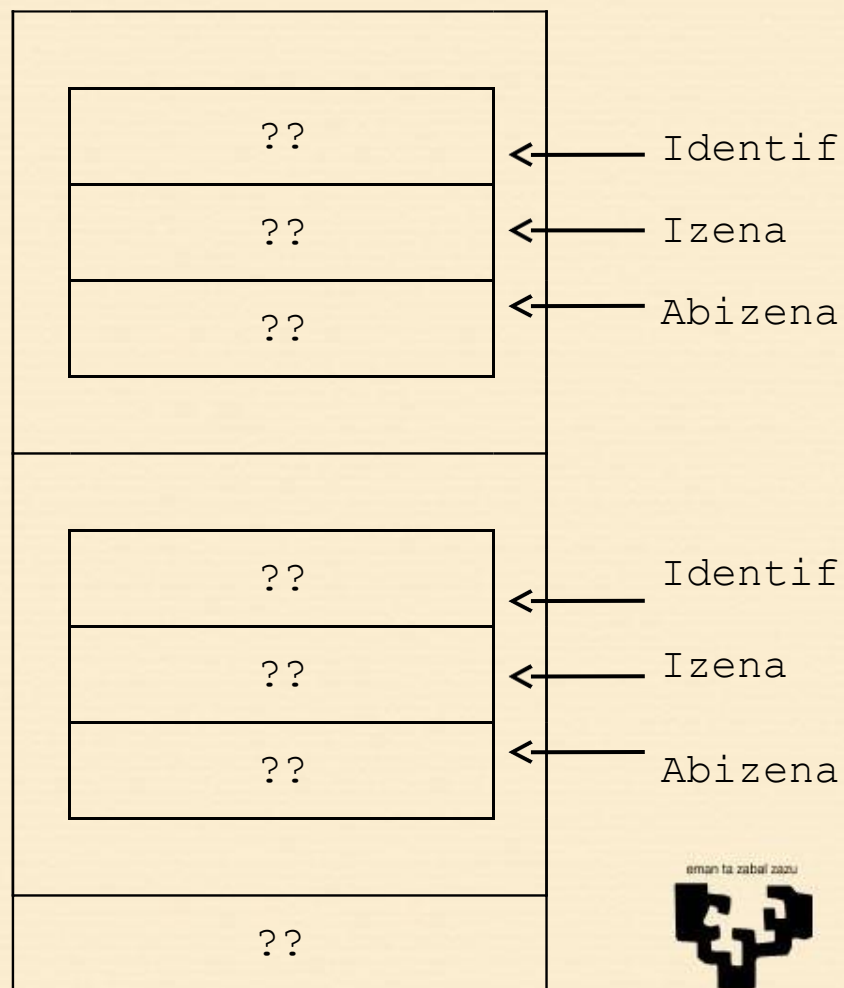 ??
Identif
??
Izena
??
Abizena
??
Identif
??
Izena
??
Abizena
eman ta zabal zazu
??